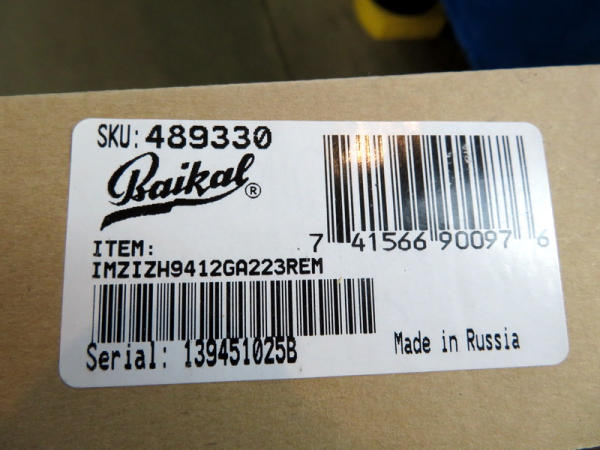 SKU: 489330
Baikal®
7 41566 90097 6
ITEM:
IMZIZH9412GA223REM
Serial: 139451025B
Made in Russia